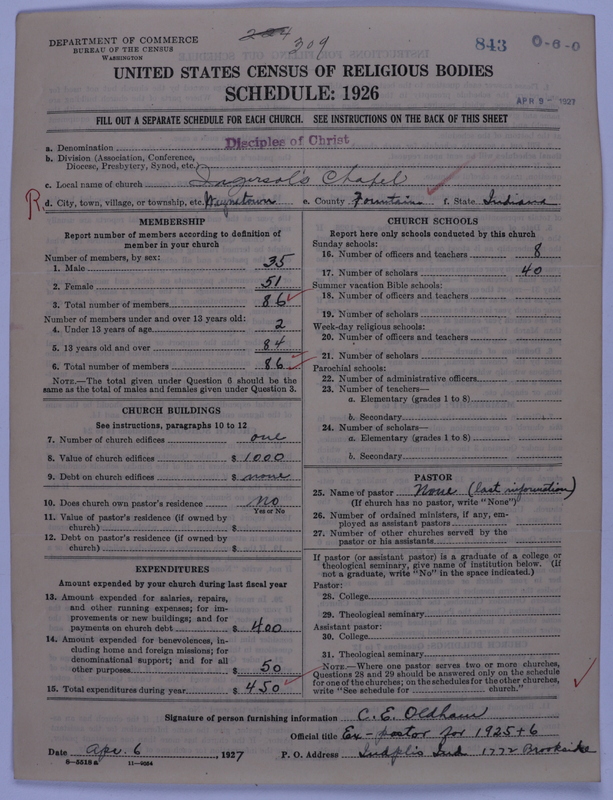 DEPARTMENT OF COMMERCE
BUREAU OF THE CENSUS
WASHINGTON
309
843
0-6-0
UNITED STATES CENSUS OF RELIGIOUS BODIES
SCHEDULE: 1926
APR 9 - 1927
FILL OUT A SEPARATE SCHEDULE FOR EACH CHURCH. SEE INSTRUCTIONS ON THE BACK OF THIS SHEET
a. Denomination Disciples of Christ
b. Division (Association, Conference,
Diocese, Presbytery, Synod, etc.)
c. Local name of church Ingersol's Chapel
R
d. City, town, village, or township, etc. Waynetown e. County Fountain f. State Indiana
MEMBERSHIP
Report number of members according to definition of
member in your church
Number of members, by sex:
1. Male 35
2. Female 51
3. Total number of members 86
Number of members under and over 13 years old:
4. Under 13 years of age 2
5. 13 years old and over 84
6. Total number of members 86
NOTE.—The total given under Question 6 should be the
same as the total of males and females given under Question 3.
CHURCH BUILDINGS
See instructions, paragraphs 10 to 12
7. Number of church edifices one
8. Value of church edifices $ 1000
9. Debt on church edifices $ none
10. Does church own pastor's residence No
Yes or No
11. Value of pastor's residence (if owned by
church) $
12. Debt on pastor's residence (if owned by
church) $
EXPENDITURES
Amount expended by your church during last fiscal year
13. Amount expended for salaries, repairs,
and other running expenses; for im-
provements or new buildings; and for
payments on church debt $ 400
14. Amount expended for benevolences, in-
cluding home and foreign missions; for
denominational support; and for all
other purposes $ 50
15. Total expenditures during year $ 450
CHURCH SCHOOLS
Report here only schools conducted by this church
Sunday schools:
16. Number of officers and teachers 8
17. Number of scholars 40
Summer vacation Bible schools:
18. Number of officers and teachers
19. Number of scholars
Week-day religious schools:
20. Number of officers and teachers
21. Number of scholars
Parochial schools:
22. Number of administrative officers
23. Number of teachers—
a. Elementary (grades 1 to 8)
b. Secondary
24. Number of scholars—
a. Elementary (grades 1 to 8)
b. Secondary
PASTOR
25. Name of pastor None (last information)
(If church has no pastor, write "None")
26. Number of ordained ministers, if any, em-
ployed as assistant pastors
27. Number of other churches served by the
pastor or his assistants
If pastor (or assistant pastor) is a graduate of a college or
theological seminary, give name of institution below. (If
not a graduate, write "No" in the space indicated.)
Pastor:
28. College
29. Theological seminary
Assistant pastor:
30. College
31. Theological seminary
NOTE.—Where one pastor serves two or more churches,
Questions 28 and 29 should be answered only on the schedule
for one of the churches; on the schedules for the other churches,
write "See schedule for church."
Signature of person furnishing information C. E. Oldham
Official title Ex-pastor for 1925+6
Date Apr. 6 1927 P. O. Address Indplis Ind 1772 Brookside
8-5518a 11-9054